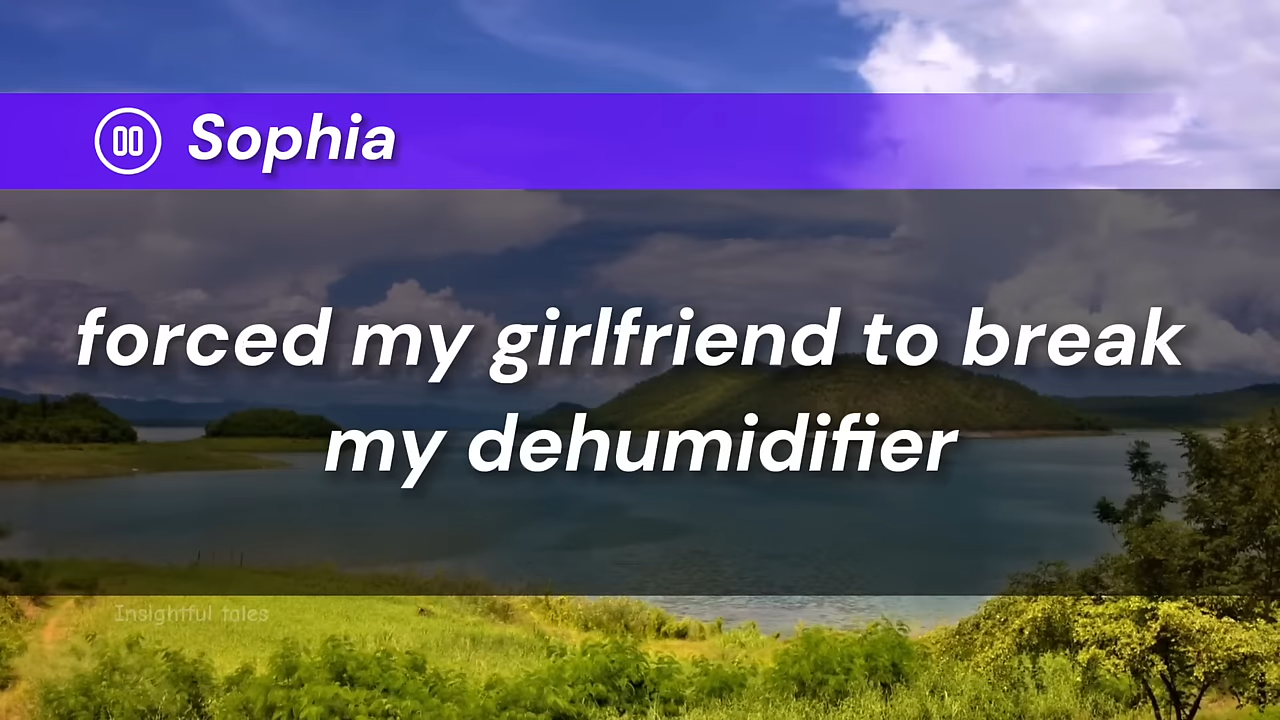 Sophia
forced my girlfriend to break
my dehumidifier
Insightful tales